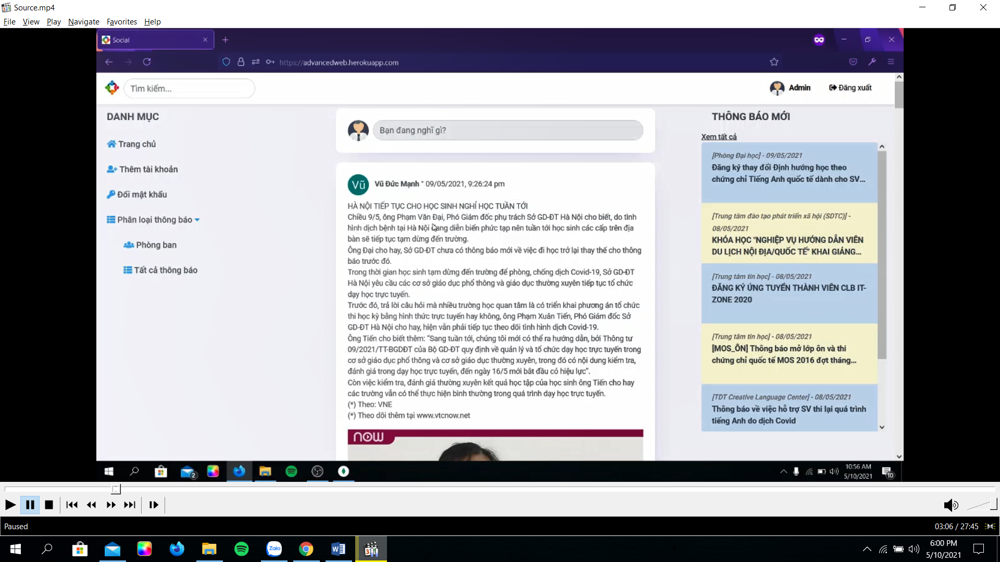 Source.mp4
File View Play Navigate Favorites Help
Social
https://advancedweb.herokuapp.com
Tìm kiếm...
Admin
Đăng xuất
DANH MỤC
Trang chủ
Thêm tài khoản
Đổi mật khẩu
Phân loại thông báo
Phòng ban
Tất cả thông báo
Bạn đang nghĩ gì?
Vũ
Vũ Đức Mạnh * 09/05/2021, 9:26:24 pm
HÀ NỘI TIẾP TỤC CHO HỌC SINH NGHỈ HỌC TUẦN TỚI
Chiều 9/5, ông Phạm Văn Đại, Phó Giám đốc phụ trách Sở GD-ĐT Hà Nội cho biết, do tình
hình dịch bệnh tại Hà Nội đang diễn biến phức tạp nên tuần tới học sinh các cấp trên địa
bàn sẽ tiếp tục tạm dừng đến trường.
Ông Đại cho hay, Sở GD-ĐT chưa có thông báo mới về việc đi học trở lại thay thế cho thông
báo trước đó.
Trong thời gian học sinh tạm dừng đến trường để phòng, chống dịch Covid-19, Sở GD-ĐT
Hà Nội yêu cầu các cơ sở giáo dục phổ thông và giáo dục thường xuyên tiếp tục tổ chức
dạy học trực tuyến.
Trước đó, trả lời câu hỏi mà nhiều trường học quan tâm là có triển khai phương án tổ chức
thi học kỳ bằng hình thức trực tuyến hay không, ông Phạm Xuân Tiến, Phó Giám đốc Sở
GD-ĐT Hà Nội cho hay, hiện vẫn phải tiếp tục theo dõi tình hình dịch Covid-19.
Ông Tiến cho biết thêm: “Sang tuần tới, chúng tôi mới có thể ra hướng dẫn, bởi Thông tư
09/2021/TT-BGDĐT của Bộ GD-ĐT quy định về quản lý và tổ chức dạy học trực tuyến trong
cơ sở giáo dục phổ thông và cơ sở giáo dục thường xuyên, trong đó có nội dung kiểm tra,
đánh giá trong dạy học trực tuyến, đến ngày 16/5 mới bắt đầu có hiệu lực”.
Còn việc kiểm tra, đánh giá thường xuyên kết quả học tập của học sinh ông Tiến cho hay
các trường vẫn có thể thực hiện bình thường trong quá trình dạy học trực tuyến.
(*) Theo: VNE
(*) Theo dõi thêm tại www.vtcnow.net
now
THÔNG BÁO MỚI
Xem tất cả
[Phòng Đại học] - 09/05/2021
Đăng ký thay đổi Định hướng học theo
chứng chỉ Tiếng Anh quốc tế dành cho SV...
[Trung tâm đào tạo phát triển xã hội (SDTC)] -
08/05/2021
KHÓA HỌC "NGHIỆP VỤ HƯỚNG DẪN VIÊN
DU LỊCH NỘI ĐỊA/QUỐC TẾ" KHAI GIẢNG...
[Trung tâm tin học] - 08/05/2021
ĐĂNG KÝ ỨNG TUYỂN THÀNH VIÊN CLB IT-
ZONE 2020
[Trung tâm tin học] - 08/05/2021
[MOS_ÔN] Thông báo mở lớp ôn và thi
chứng chỉ quốc tế MOS 2016 đợt tháng...
[TDT Creative Language Center] - 08/05/2021
Thông báo về việc hỗ trợ SV thi lại quá trình
tiếng Anh do dịch Covid
2
10:56 AM
5/10/2021
10
Paused
03:06 / 27:45
Zalo
321
6:00 PM
5/10/2021